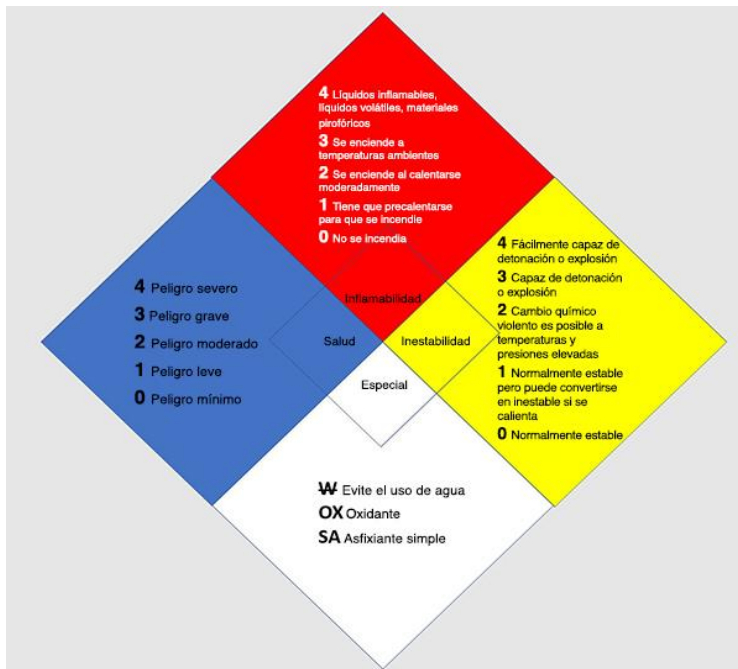 4 Líquidos inflamables,
líquidos volátiles, materiales
pirofóricos
3 Se enciende a
temperaturas ambientes
2 Se enciende al calentarse
moderadamente
1 Tiene que precalentarse
para que se incendie
0 No se incendia
Inflamabilidad
4 Peligro severo
3 Peligro grave
2 Peligro moderado
1 Peligro leve
0 Peligro mínimo
Salud
Inestabilidad
4 Fácilmente capaz de
detonación o explosión
3 Capaz de detonación
o explosión
2 Cambio químico
violento es posible a
temperaturas y
presiones elevadas
1 Normalmente estable
pero puede convertirse
en inestable si se
calienta
0 Normalmente estable
Especial
W Evite el uso de agua
OX Oxidante
SA Asfixiante simple